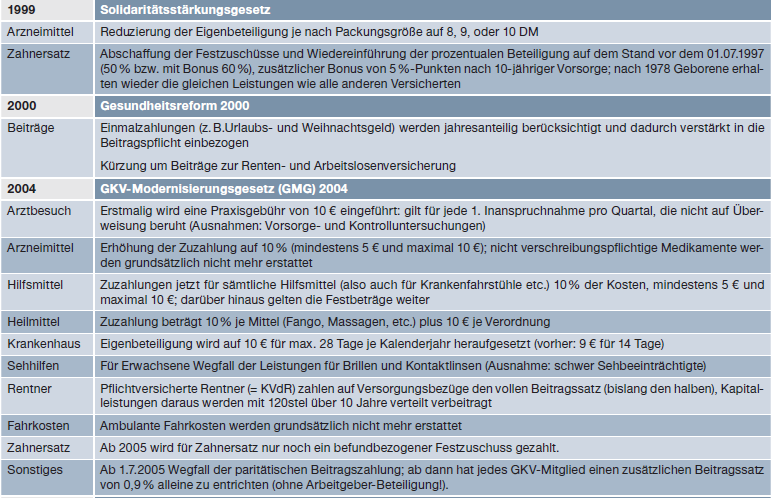 1999 Solidaritätsstärkungsgesetz
Arzneimittel Reduzierung der Eigenbeteiligung je nach Packungsgröße auf 8, 9, oder 10 DM
Zahnersatz Abschaffung der Festzuschüsse und Wiedereinführung der prozentualen Beteiligung auf dem Stand vor dem 01.07.1997
(50 % bzw. mit Bonus 60 %), zusätzlicher Bonus von 5 %-Punkten nach 10-jähriger Vorsorge; nach 1978 Geborene erhal-
ten wieder die gleichen Leistungen wie alle anderen Versicherten
2000 Gesundheitsreform 2000
Beiträge Einmalzahlungen (z. B.Urlaubs- und Weihnachtsgeld) werden jahresanteilig berücksichtigt und dadurch verstärkt in die
Beitragspflicht einbezogen
Kürzung um Beiträge zur Renten- und Arbeitslosenversicherung
2004 GKV-Modernisierungsgesetz (GMG) 2004
Arztbesuch Erstmalig wird eine Praxisgebühr von 10 € eingeführt: gilt für jede 1. Inanspruchnahme pro Quartal, die nicht auf Über-
weisung beruht (Ausnahmen: Vorsorge- und Kontrolluntersuchungen)
Arzneimittel Erhöhung der Zuzahlung auf 10 % (mindestens 5 € und maximal 10 €); nicht verschreibungspflichtige Medikamente wer-
den grundsätzlich nicht mehr erstattet
Hilfsmittel Zuzahlungen jetzt für sämtliche Hilfsmittel (also auch für Krankenfahrstühle etc.) 10 % der Kosten, mindestens 5 € und
maximal 10 €; darüber hinaus gelten die Festbeträge weiter
Heilmittel Zuzahlung beträgt 10 % je Mittel (Fango, Massagen, etc.) plus 10 € je Verordnung
Krankenhaus Eigenbeteiligung wird auf 10 € für max. 28 Tage je Kalenderjahr heraufgesetzt (vorher: 9 € für 14 Tage)
Sehhilfen Für Erwachsene Wegfall der Leistungen für Brillen und Kontaktlinsen (Ausnahme: schwer Sehbeeinträchtigte)
Rentner Pflichtversicherte Rentner (= KVdR) zahlen auf Versorgungsbezüge den vollen Beitragssatz (bislang den halben), Kapital-
leistungen daraus werden mit 120stel über 10 Jahre verteilt verbeitragt
Fahrkosten Ambulante Fahrkosten werden grundsätzlich nicht mehr erstattet
Zahnersatz Ab 2005 wird für Zahnersatz nur noch ein befundbezogener Festzuschuss gezahlt.
Sonstiges Ab 1.7.2005 Wegfall der paritätischen Beitragszahlung; ab dann hat jedes GKV-Mitglied einen zusätzlichen Beitragssatz
von 0,9 % alleine zu entrichten (ohne Arbeitgeber-Beteiligung!).